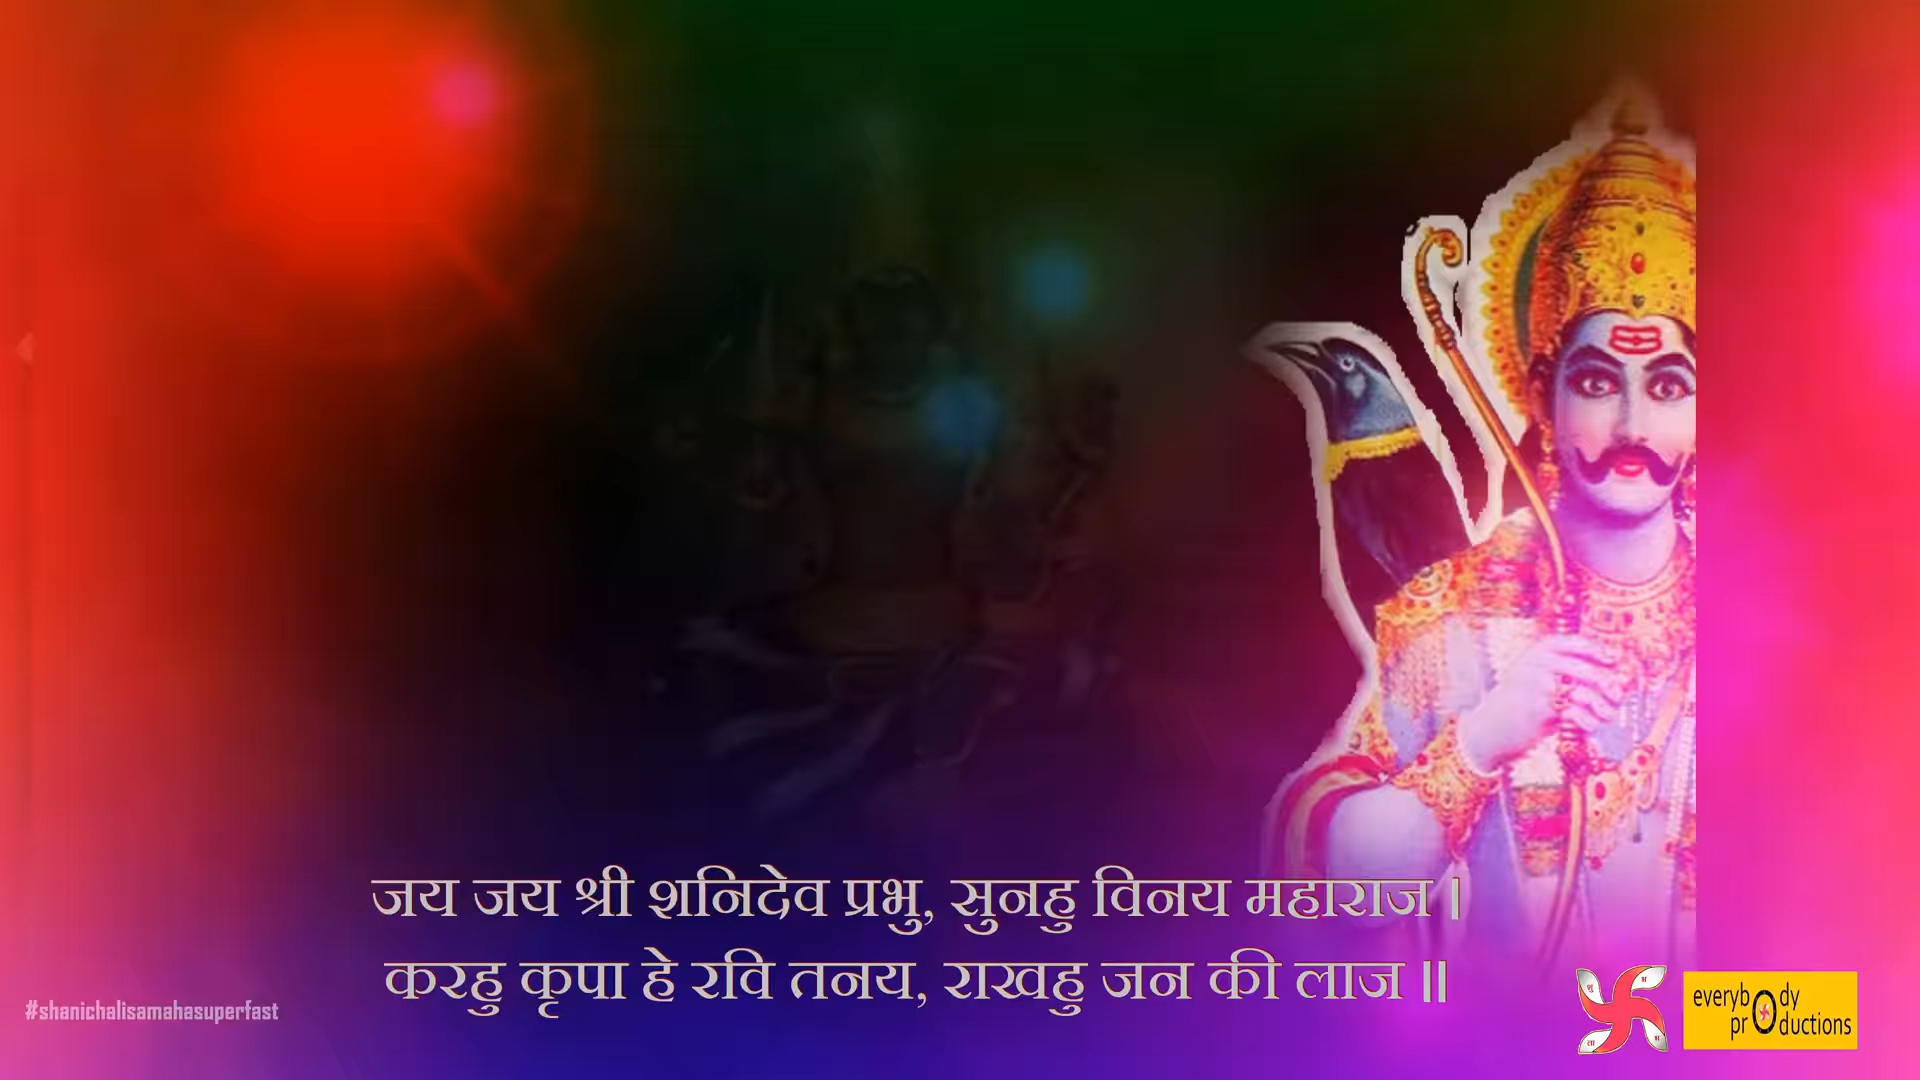 जय जय श्री शनिदेव प्रभु, सुनहु विनय महाराज ।
करहु कृपा हे रवि तनय, राखहु जन की लाज ॥
#shanichalisamahasuperfast
शु भ
ला भ
everybody
productions